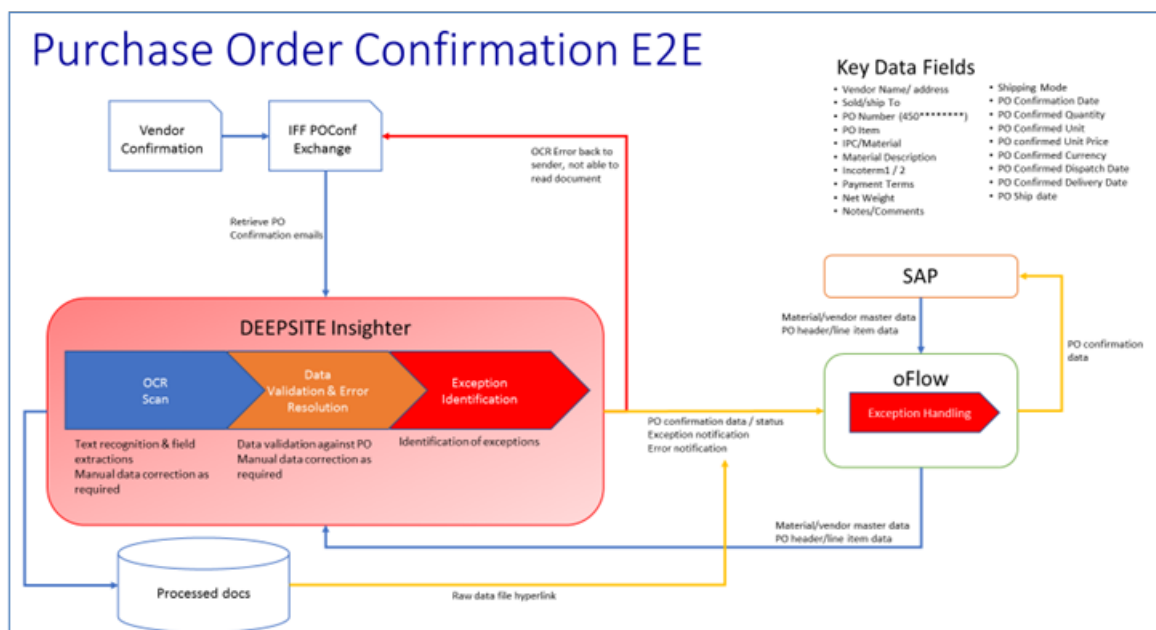 Purchase Order Confirmation E2E
Key Data Fields
• Vendor Name/ address
• Sold/ship To
• PO Number (450********)
• PO Item
• IPC/Material
• Material Description
• Incoterm1 / 2
• Payment Terms
• Net Weight
• Notes/Comments
• Shipping Mode
• PO Confirmation Date
• PO Confirmed Quantity
• PO Confirmed Unit
• PO confirmed Unit Price
• PO Confirmed Currency
• PO Confirmed Dispatch Date
• PO Confirmed Delivery Date
• PO Ship date
Vendor
Confirmation
IFF POConf
Exchange
OCR Error back to
sender, not able to
read document
Retrieve PO
Confirmation emails
SAP
Material/vendor master data
PO header/line item data
PO confirmation
data
DEEPSITE Insighter
OCR
Scan
Data
Validation & Error
Resolution
Exception
Identification
Text recognition & field
extractions
Manual data correction as
required
Data validation against PO
Manual data correction as
required
Identification of exceptions
PO confirmation data / status
Exception notification
Error notification
oFlow
Exception Handling
Material/vendor master data
PO header/line item data
Processed docs
Raw data file hyperlink